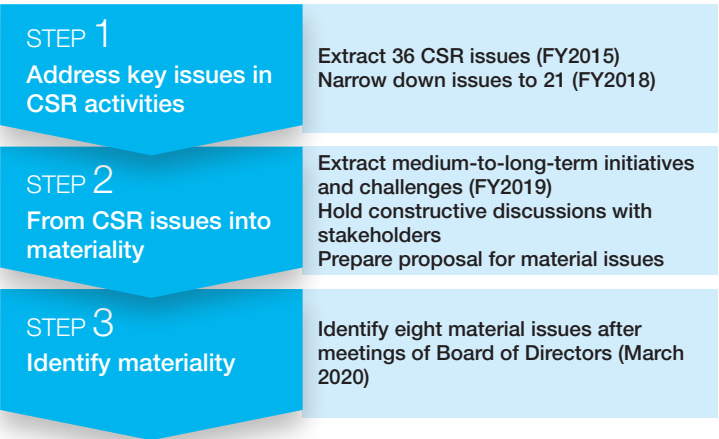 STEP 1
Address key issues in
CSR activities
Extract 36 CSR issues (FY2015)
Narrow down issues to 21 (FY2018)
STEP 2
From CSR issues into
materiality
Extract medium-to-long-term initiatives
and challenges (FY2019)
Hold constructive discussions with
stakeholders
Prepare proposal for material issues
STEP 3
Identify materiality
Identify eight material issues after
meetings of Board of Directors (March
2020)